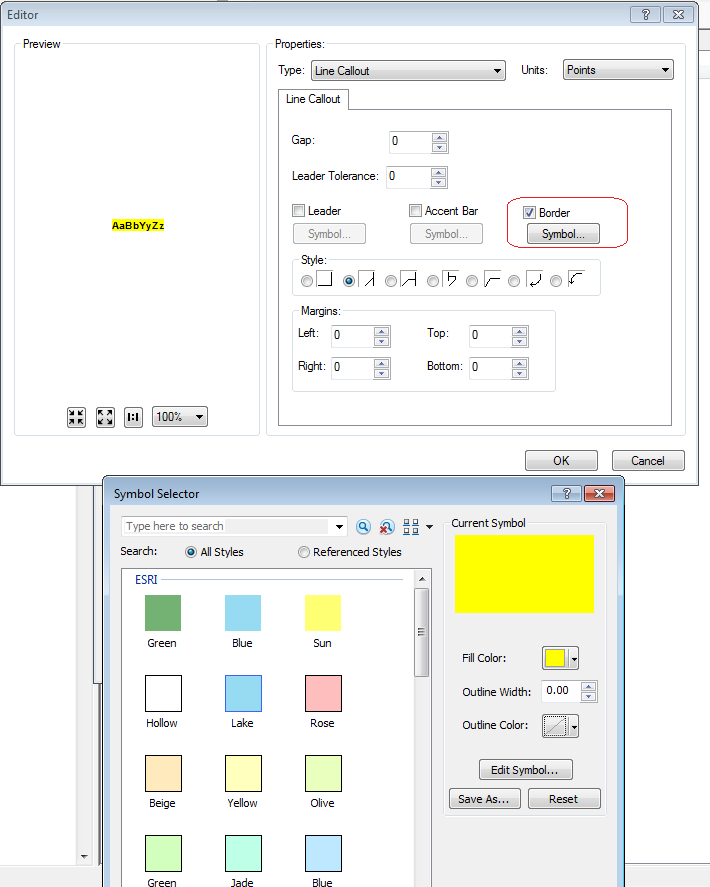 Editor
Preview
AaBbYyZz
100%
Properties:
Type: Line Callout Units: Points
Line Callout
Gap: 0
Leader Tolerance: 0
Leader Accent Bar Border
Symbol... Symbol... Symbol...
Style:
Margins:
Left: 0 Top: 0
Right: 0 Bottom: 0
OK Cancel
Symbol Selector
Type here to search
Search: All Styles Referenced Styles
ESRI
Green Blue Sun
Hollow Lake Rose
Beige Yellow Olive
Green Jade Blue
Current Symbol
Fill Color:
Outline Width: 0.00
Outline Color:
Edit Symbol...
Save As... Reset